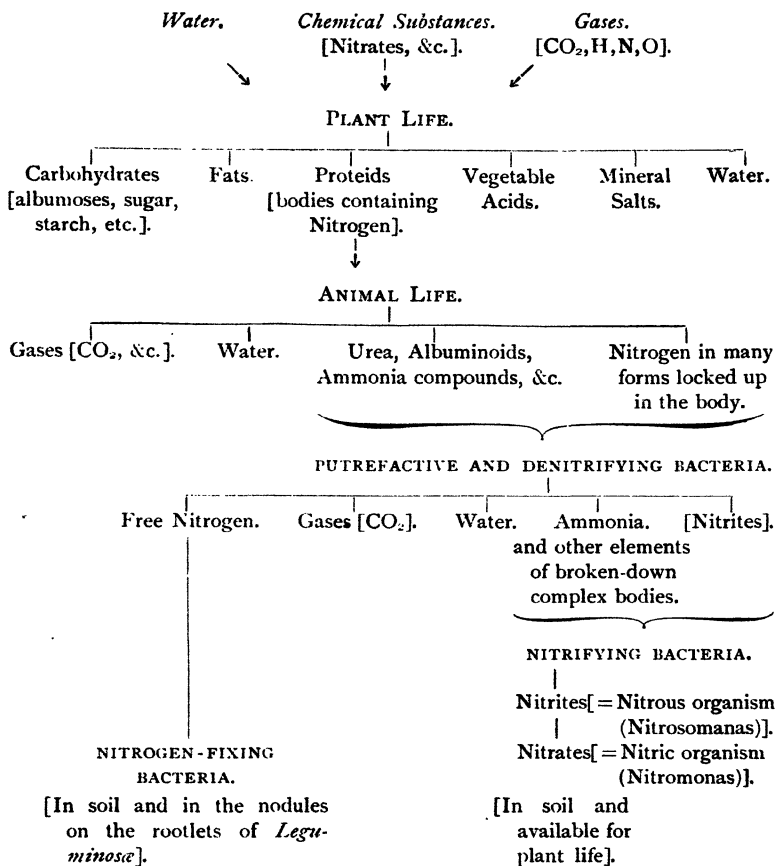 Water. Chemical Substances. Gases.
[Nitrates, &c.]. [CO₂,H,N,O].
PLANT LIFE.
Carbohydrates Fats. Proteids Vegetable Mineral Water.
[albumoses, sugar, [bodies containing Acids. Salts.
starch, etc.]. Nitrogen].
ANIMAL LIFE.
Gases [CO₂, &c.]. Water. Urea, Albuminoids, Nitrogen in many
Ammonia compounds, &c. forms locked up
in the body.
PUTREFACTIVE AND DENITRIFYING BACTERIA.
Free Nitrogen. Gases [CO₂]. Water. Ammonia. [Nitrites].
and other elements
of broken-down
complex bodies.
NITRIFYING BACTERIA.
Nitrites[=Nitrous organism
(Nitrosomanas)].
NITROGEN-FIXING Nitrates[=Nitric organism
BACTERIA. (Nitromonas)].
[In soil and in the nodules [In soil and
on the rootlets of Legu- available for
minosæ]. plant life].